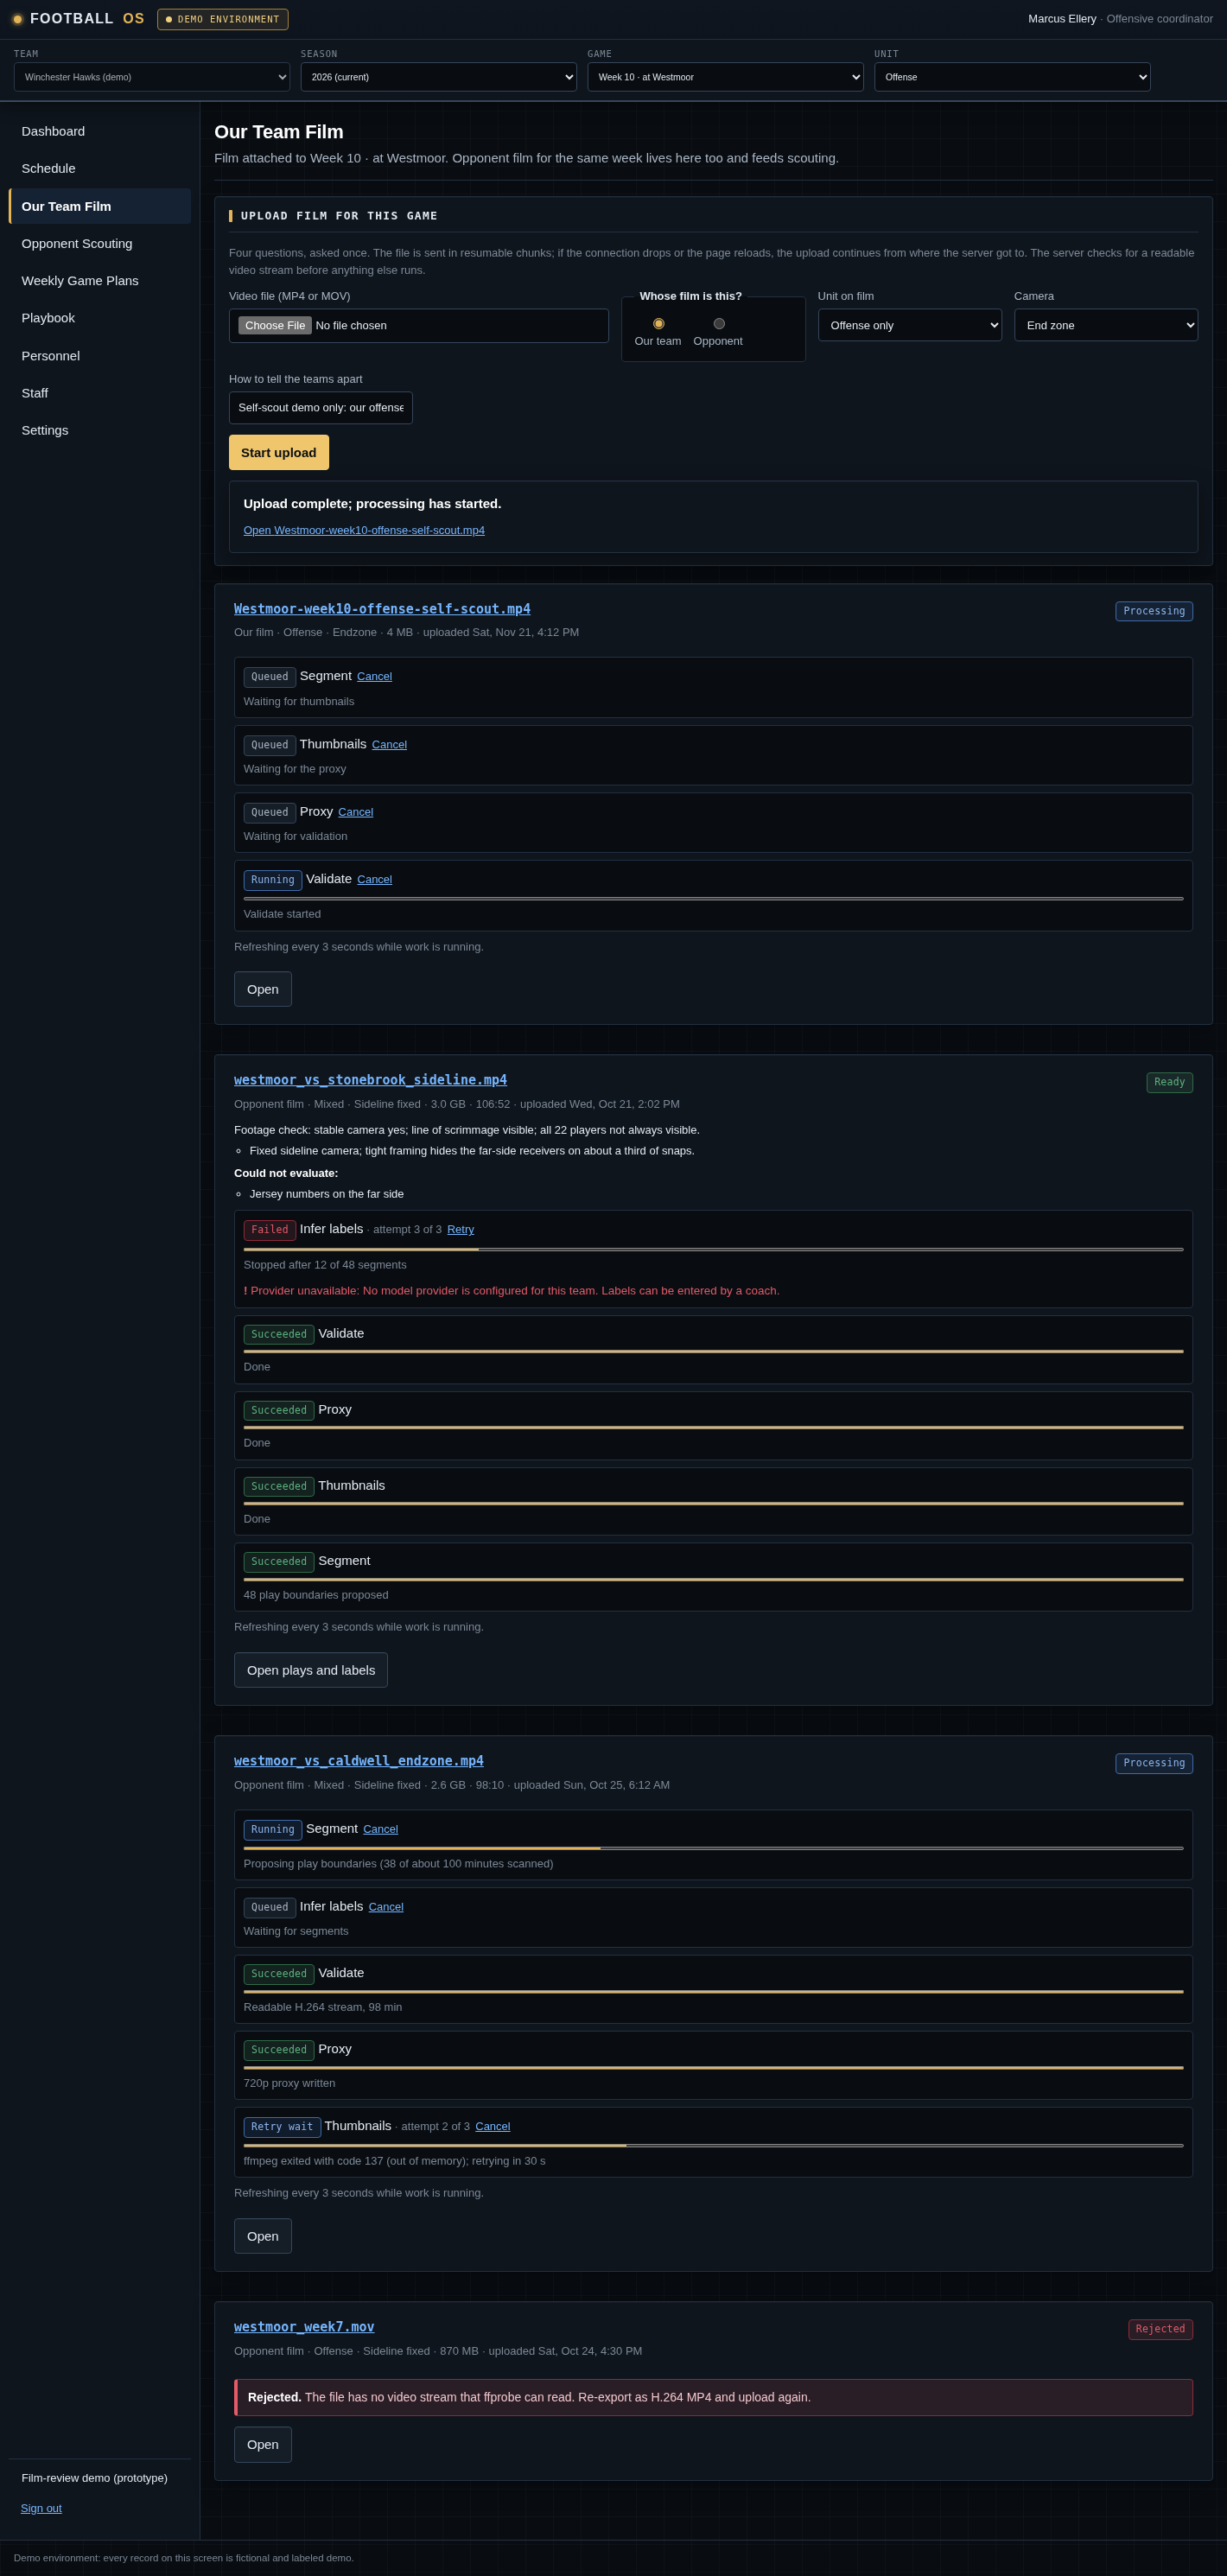 FOOTBALL OS
DEMO ENVIRONMENT
Marcus Ellery · Offensive coordinator
TEAM
Winchester Hawks (demo)
SEASON
2026 (current)
GAME
Week 10 · at Westmoor
UNIT
Offense
Dashboard
Schedule
Our Team Film
Opponent Scouting
Weekly Game Plans
Playbook
Personnel
Staff
Settings
Film-review demo (prototype)
Sign out
Our Team Film
Film attached to Week 10 · at Westmoor. Opponent film for the same week lives here too and feeds scouting.
UPLOAD FILM FOR THIS GAME
Four questions, asked once. The file is sent in resumable chunks; if the connection drops or the page reloads, the upload continues from where the server got to. The server checks for a readable
video stream before anything else runs.
Video file (MP4 or MOV)
Choose File No file chosen
Whose film is this?
Our team
Opponent
Unit on film
Offense only
Camera
End zone
How to tell the teams apart
Self-scout demo only: our offense
Start upload
Upload complete; processing has started.
Open Westmoor-week10-offense-self-scout.mp4
Westmoor-week10-offense-self-scout.mp4
Processing
Our film · Offense · Endzone · 4 MB · uploaded Sat, Nov 21, 4:12 PM
Queued Segment Cancel
Waiting for thumbnails
Queued Thumbnails Cancel
Waiting for the proxy
Queued Proxy Cancel
Waiting for validation
Running Validate Cancel
Validate started
Refreshing every 3 seconds while work is running.
Open
westmoor_vs_stonebrook_sideline.mp4
Ready
Opponent film · Mixed · Sideline fixed · 3.0 GB · 106:52 · uploaded Wed, Oct 21, 2:02 PM
Footage check: stable camera yes; line of scrimmage visible; all 22 players not always visible.
Fixed sideline camera; tight framing hides the far-side receivers on about a third of snaps.
Could not evaluate:
Jersey numbers on the far side
Failed Infer labels · attempt 3 of 3 Retry
Stopped after 12 of 48 segments
! Provider unavailable: No model provider is configured for this team. Labels can be entered by a coach.
Succeeded Validate
Done
Succeeded Proxy
Done
Succeeded Thumbnails
Done
Succeeded Segment
48 play boundaries proposed
Refreshing every 3 seconds while work is running.
Open plays and labels
westmoor_vs_caldwell_endzone.mp4
Processing
Opponent film · Mixed · Sideline fixed · 2.6 GB · 98:10 · uploaded Sun, Oct 25, 6:12 AM
Running Segment Cancel
Proposing play boundaries (38 of about 100 minutes scanned)
Queued Infer labels Cancel
Waiting for segments
Succeeded Validate
Readable H.264 stream, 98 min
Succeeded Proxy
720p proxy written
Retry wait Thumbnails · attempt 2 of 3 Cancel
ffmpeg exited with code 137 (out of memory); retrying in 30 s
Refreshing every 3 seconds while work is running.
Open
westmoor_week7.mov
Rejected
Opponent film · Offense · Sideline fixed · 870 MB · uploaded Sat, Oct 24, 4:30 PM
Rejected. The file has no video stream that ffprobe can read. Re-export as H.264 MP4 and upload again.
Open
Demo environment: every record on this screen is fictional and labeled demo.